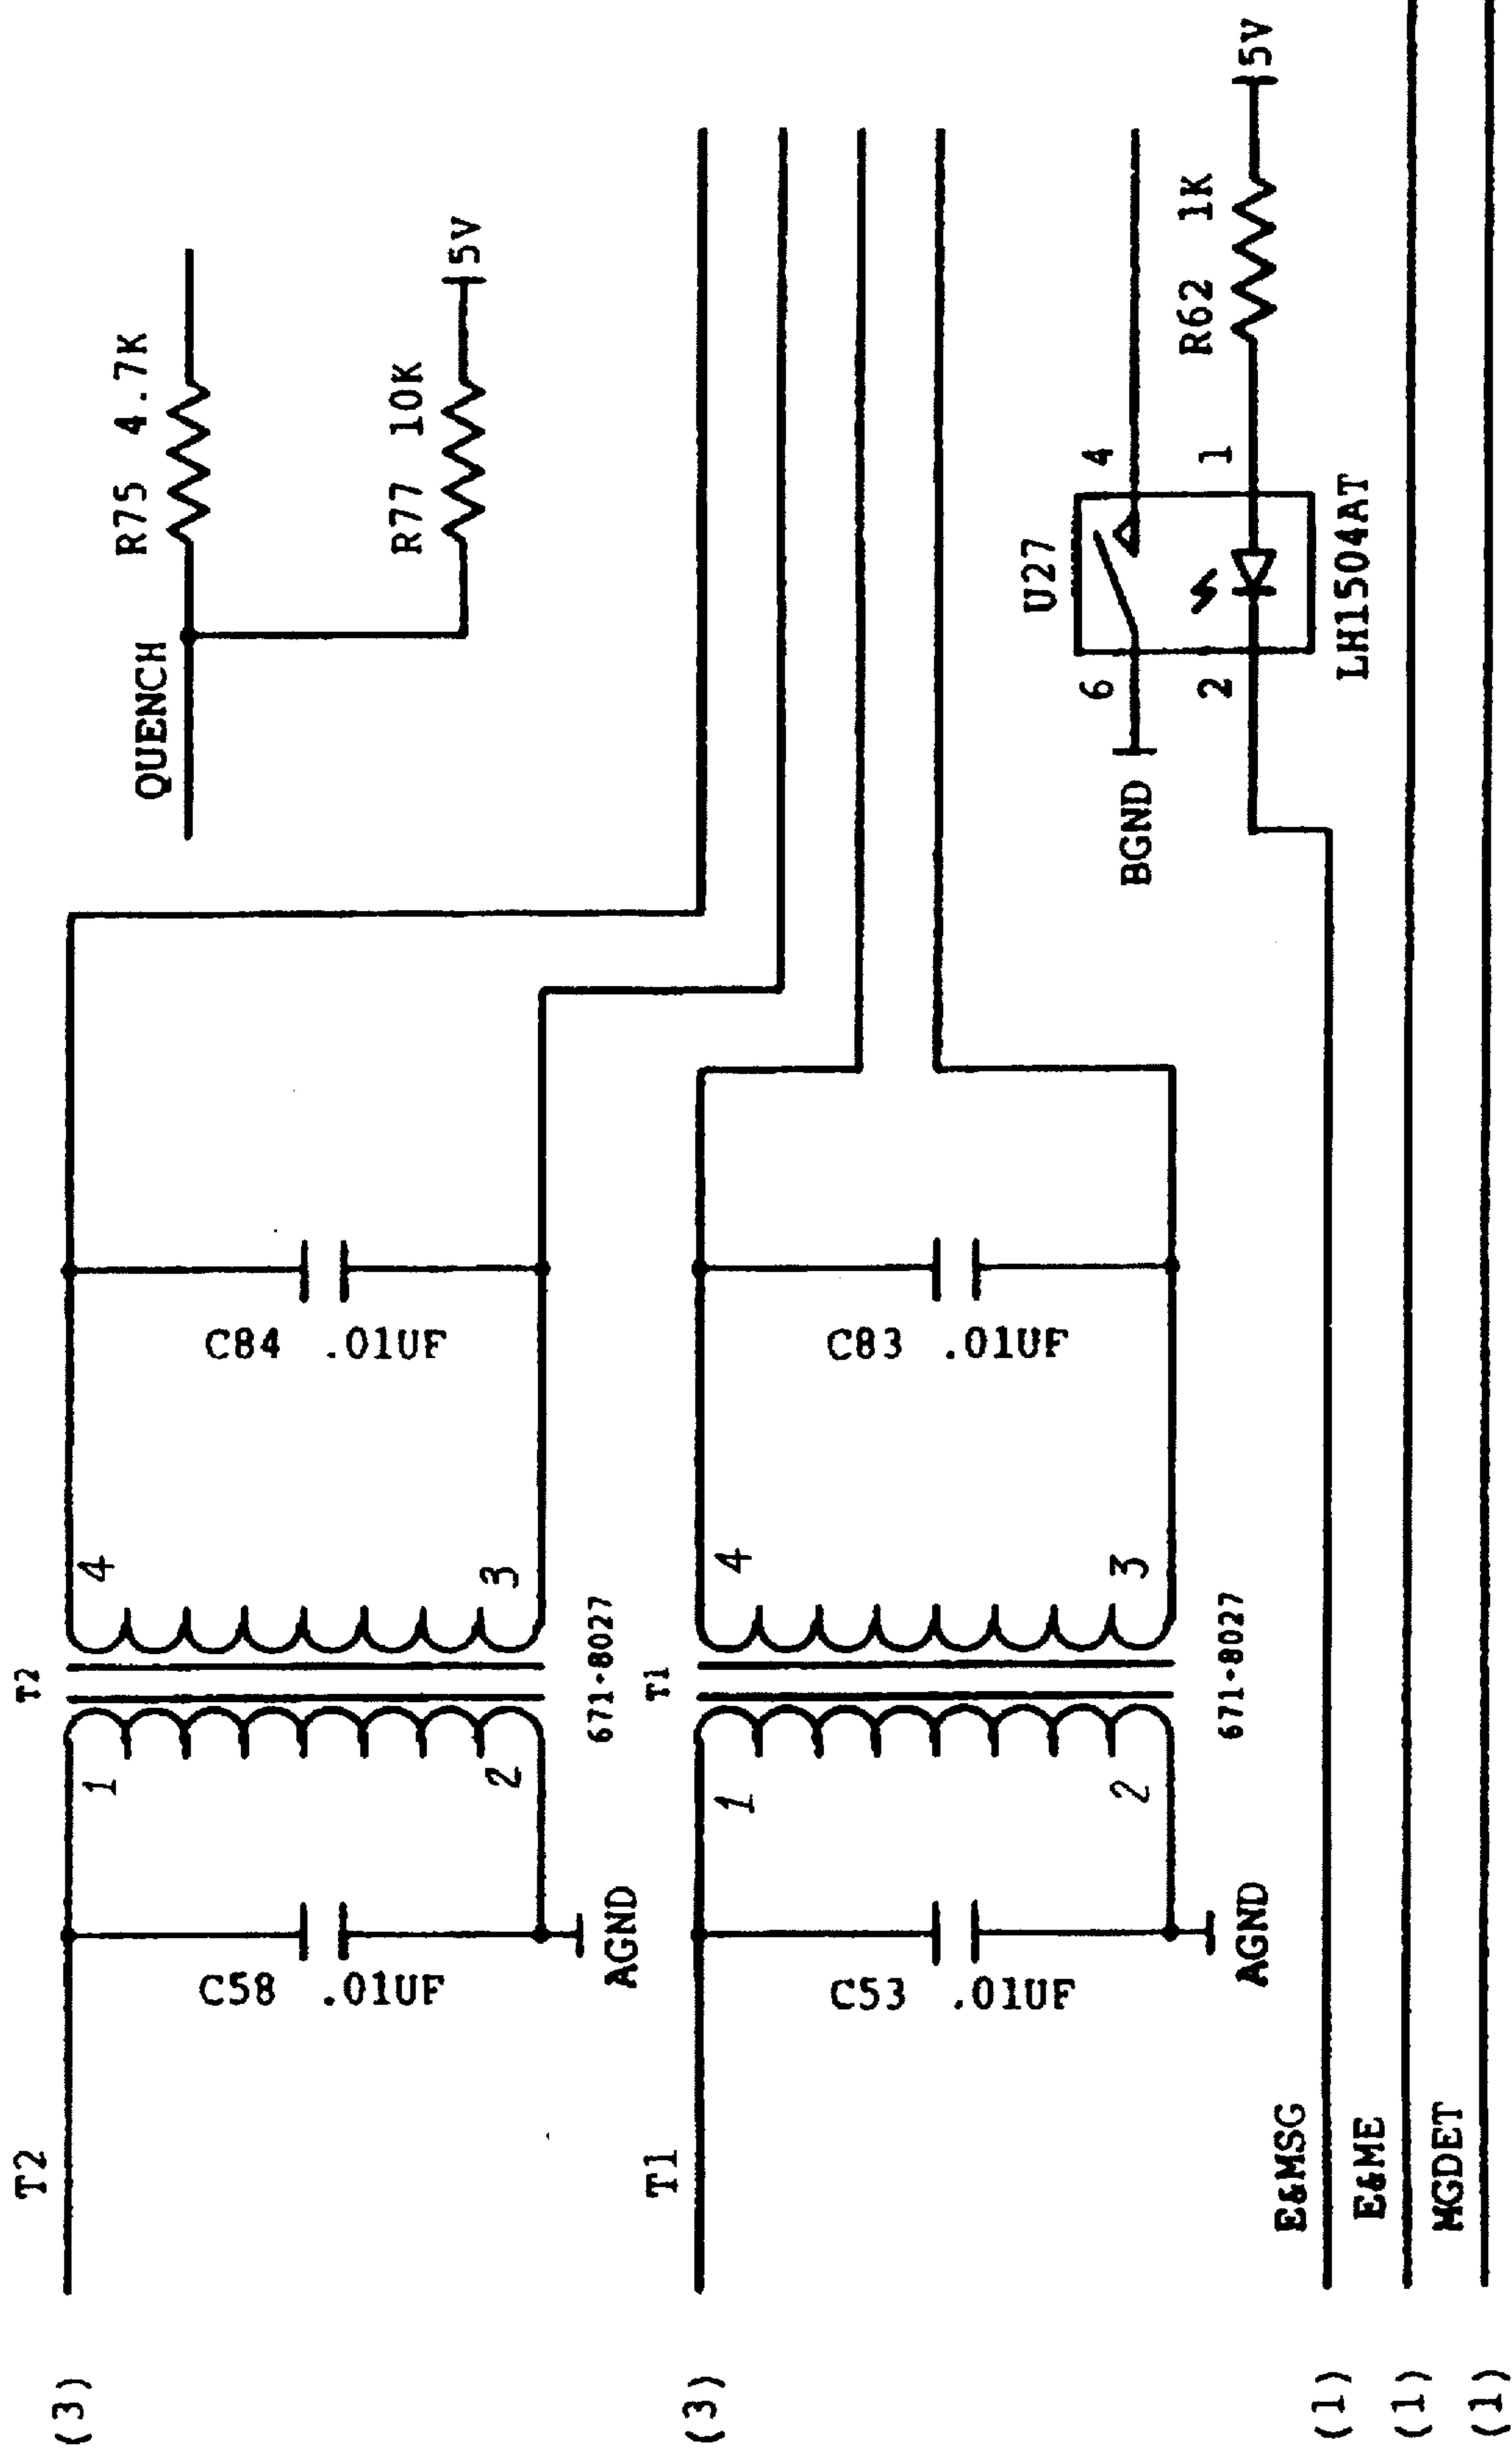 QUENCH
R75 4.7K
R77 10K
5V
(3)
T2
T2
C58 .01UF
AGND
1
2
4
3
671-8027
C84 .01UF
(3)
T1
T1
C53 .01UF
AGND
1
2
4
3
671-8027
C83 .01UF
U27
BGND
6
4
2
1
LH1504AT
R62 1K
5V
(1)
E&MSG
(1)
E&ME
(1)
MGDET